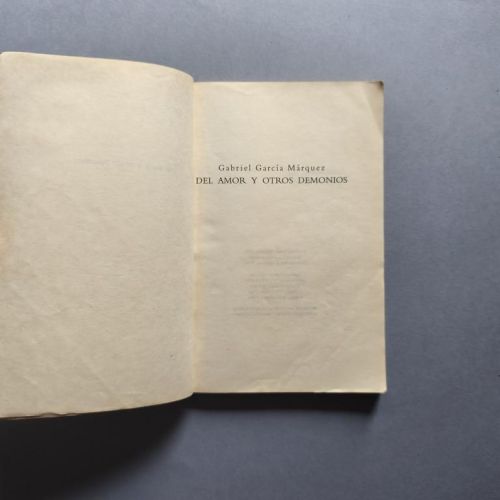 Gabriel García Márquez
DEL AMOR Y OTROS DEMONIOS